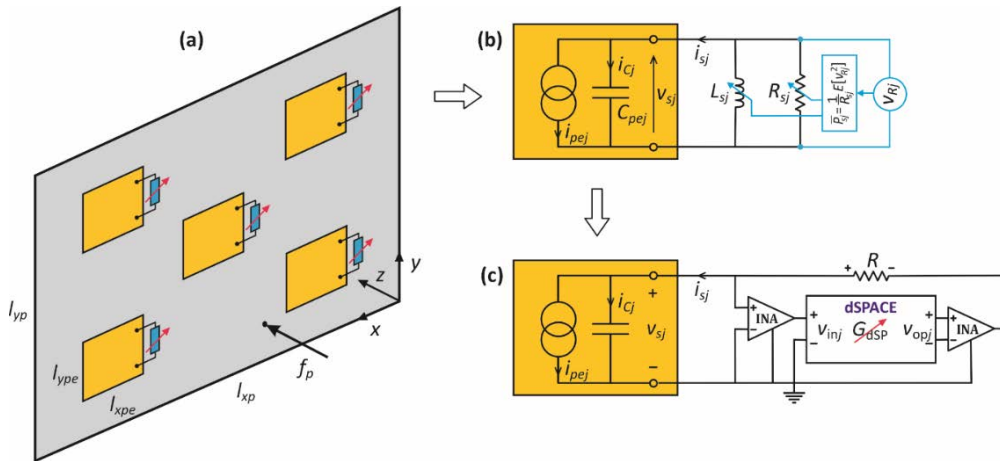 (a)
l_yp
l_ype
l_xpe
l_xp
f_p
x
y
z
(b)
i_sj
i_Cj
C_pej
i_pej
v_sj
L_sj
R_sj
P̄_sj = 1/R_sj E[v_Rj²]
v_Rj
(c)
i_sj
i_Cj
i_pej
+
v_sj
−
+ R −
+
−
INA
dSPACE
+
v_inj
−
G_dSP
+
v_opj
−
+
−
INA